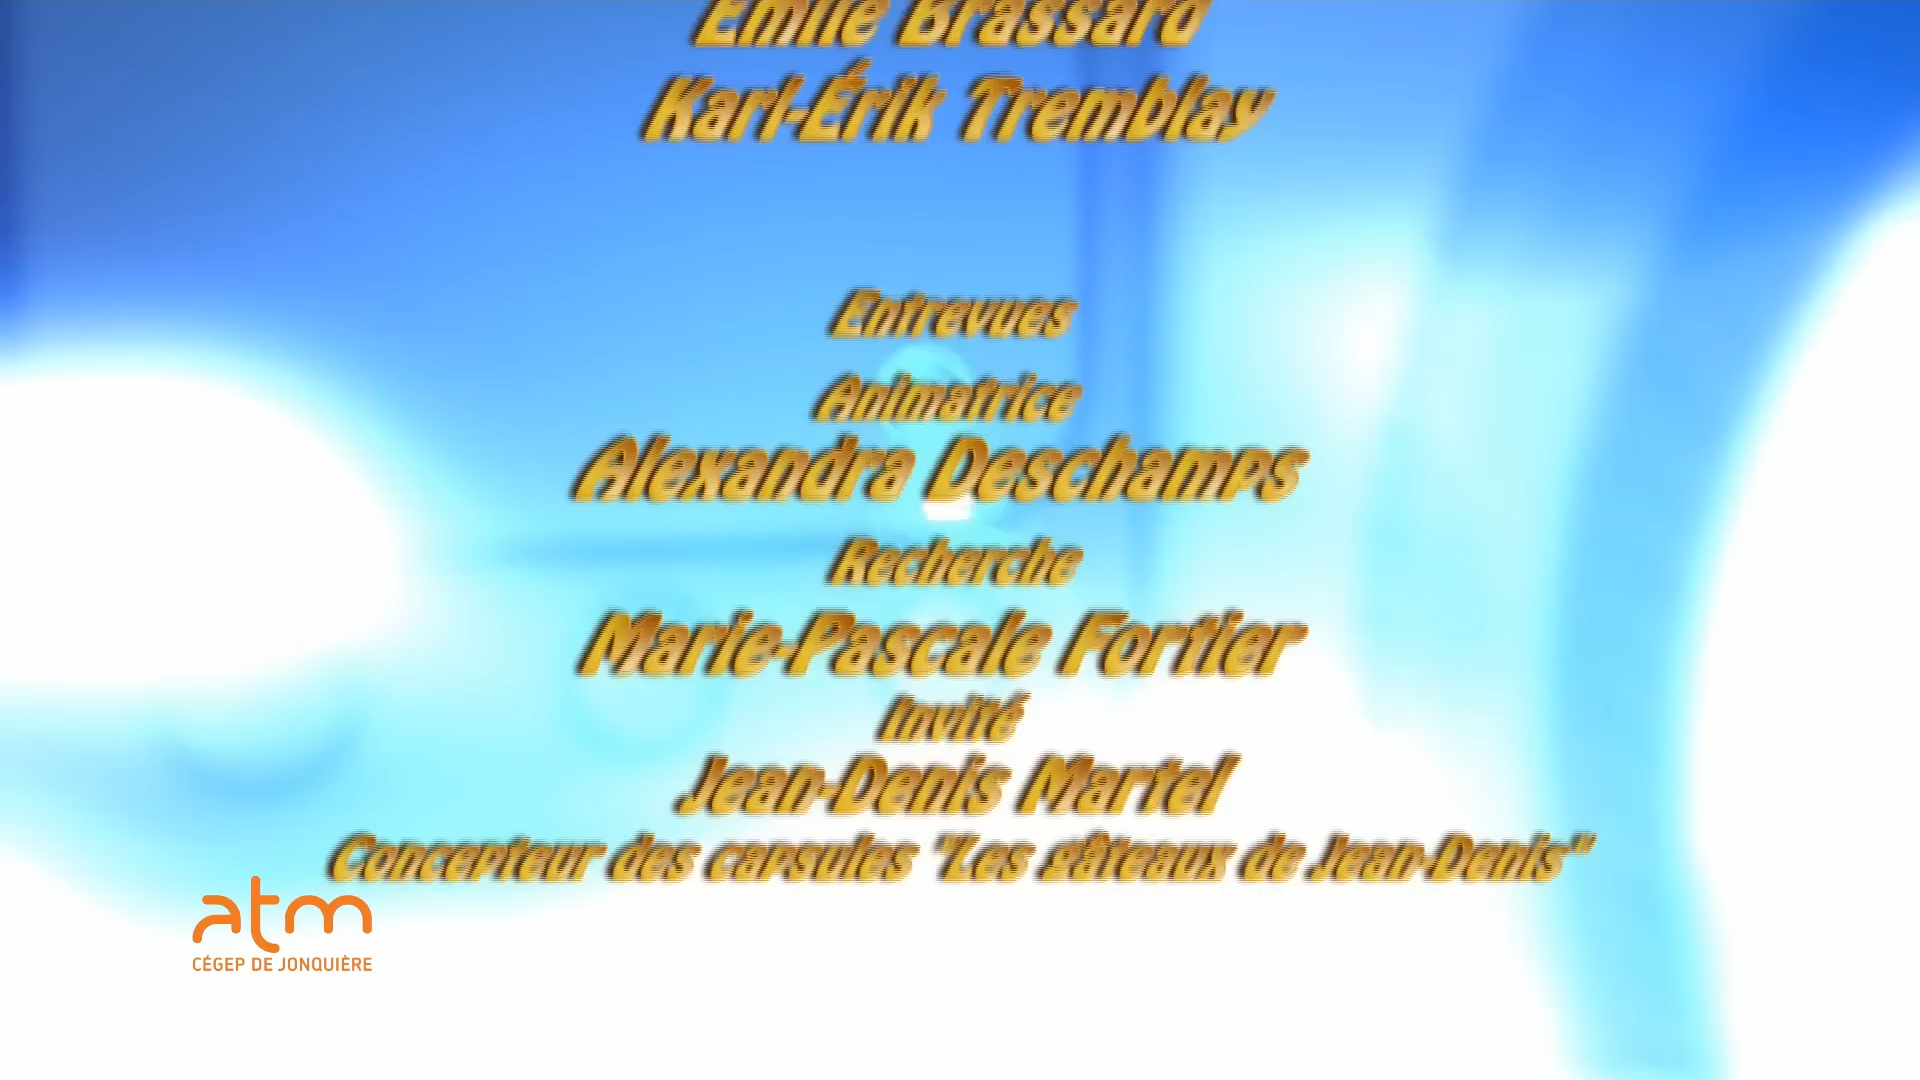 Émile Brassard
Karl-Érik Tremblay
Entrevues
Animatrice
Alexandra Deschamps
Recherche
Marie-Pascale Fortier
Invité
Jean-Denis Martel
Concepteur des capsules "Les gâteaux de Jean-Denis"
atm
CÉGEP DE JONQUIÈRE